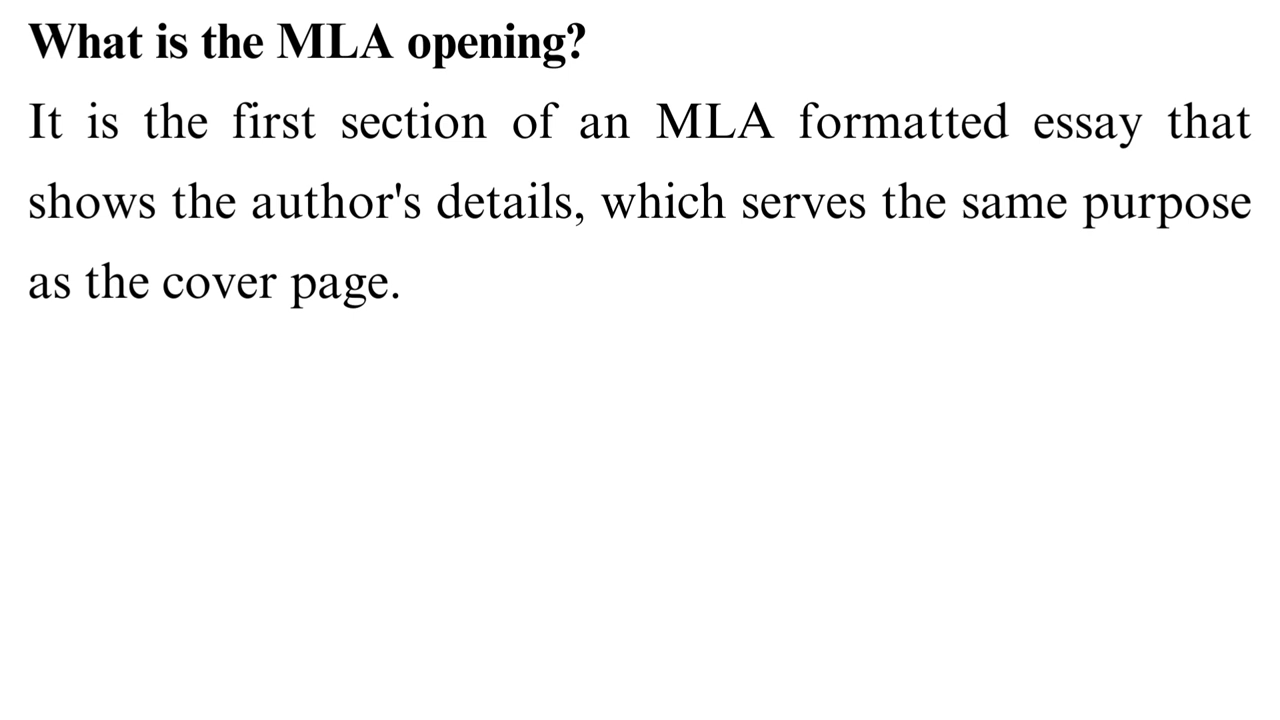 What is the MLA opening?
It is the first section of an MLA formatted essay that
shows the author's details, which serves the same purpose
as the cover page.